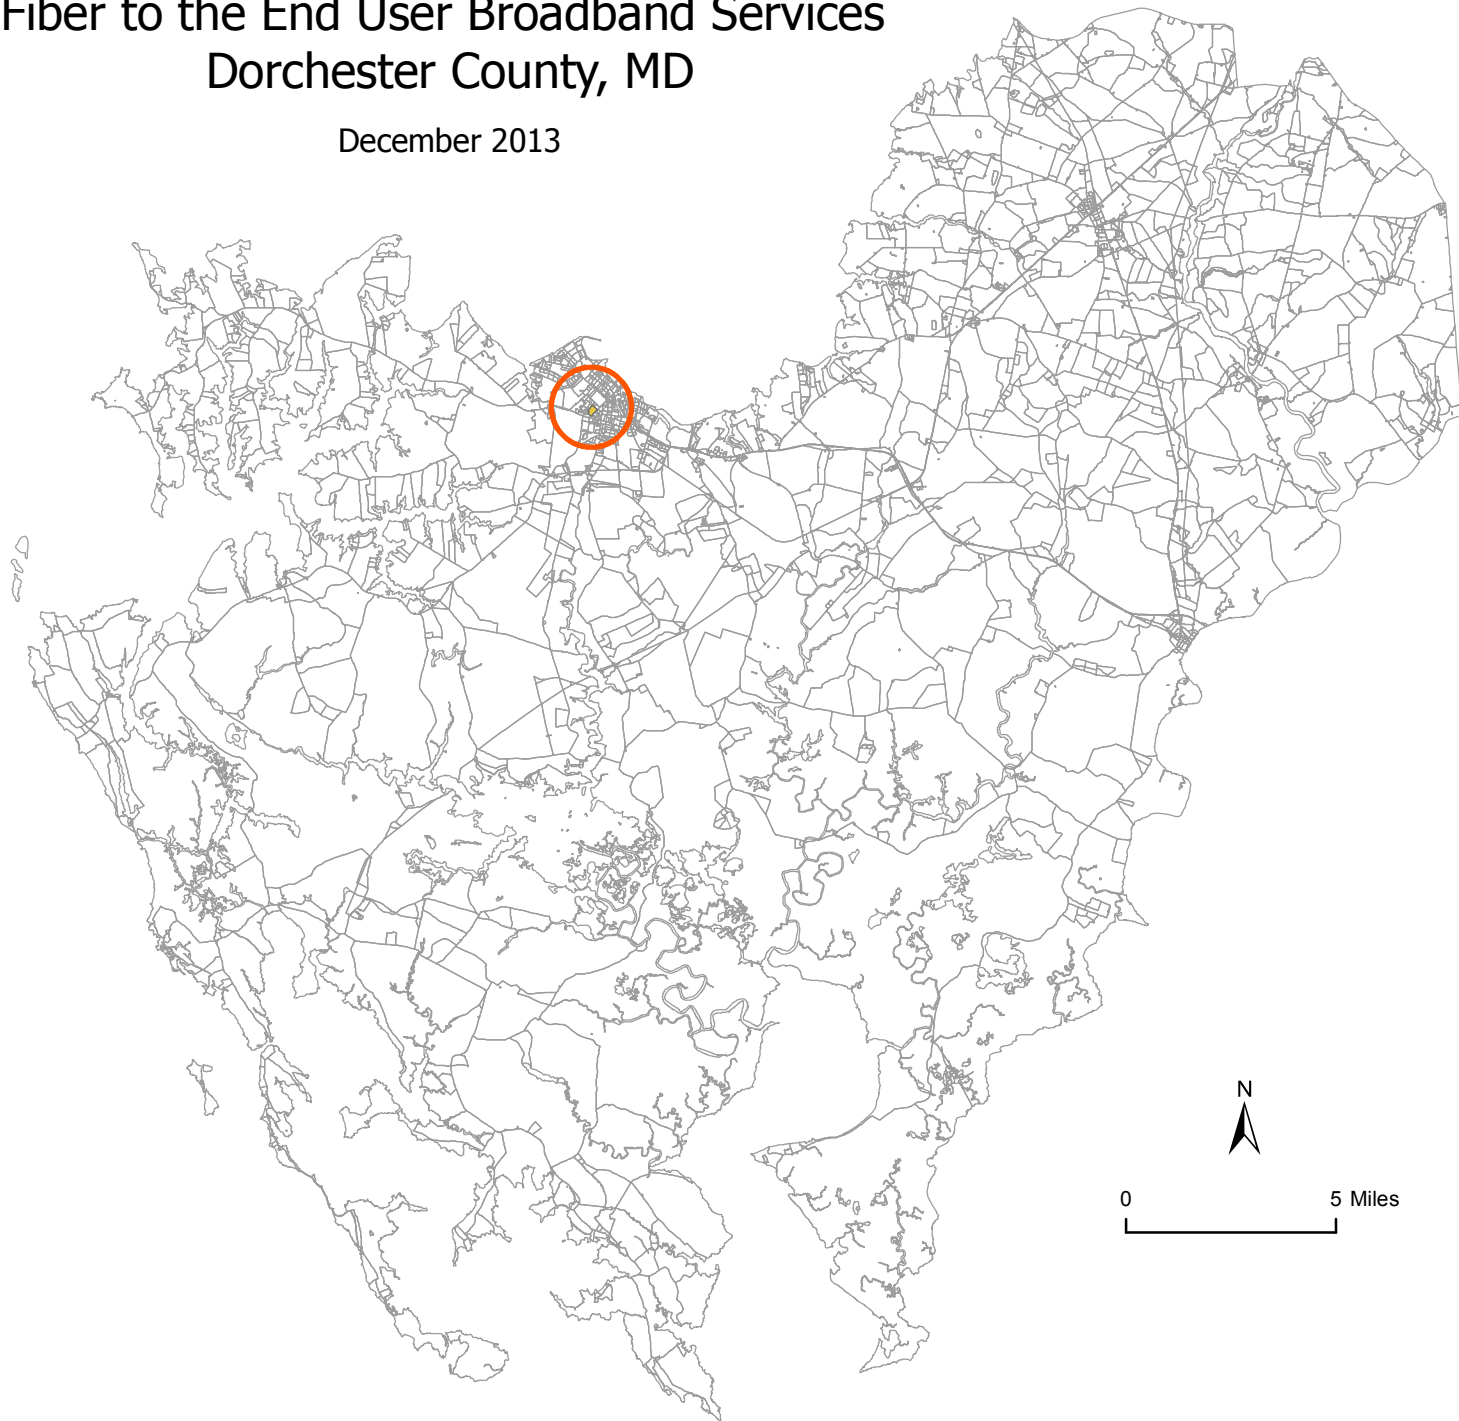 Fiber to the End User Broadband Services
Dorchester County, MD
December 2013
N
0 5 Miles